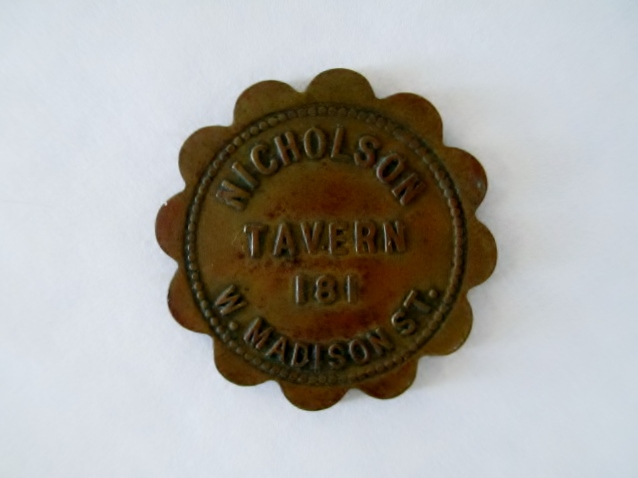 NICHOLSON
TAVERN
181
W. MADISON ST.